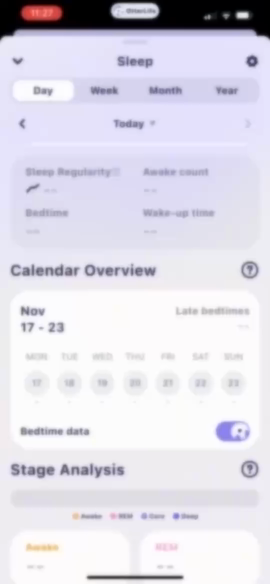 11:27
OtterLife
Sleep
Day Week Month Year
Today
Sleep Regularity Awake count
-- --
Bedtime Wake-up time
-- --
Calendar Overview
Nov Late bedtimes
17 - 23 --
MON TUE WED THU FRI SAT SUN
17 18 19 20 21 22 23
Bedtime data
Stage Analysis
Awake REM Core Deep
Awake REM
-- --